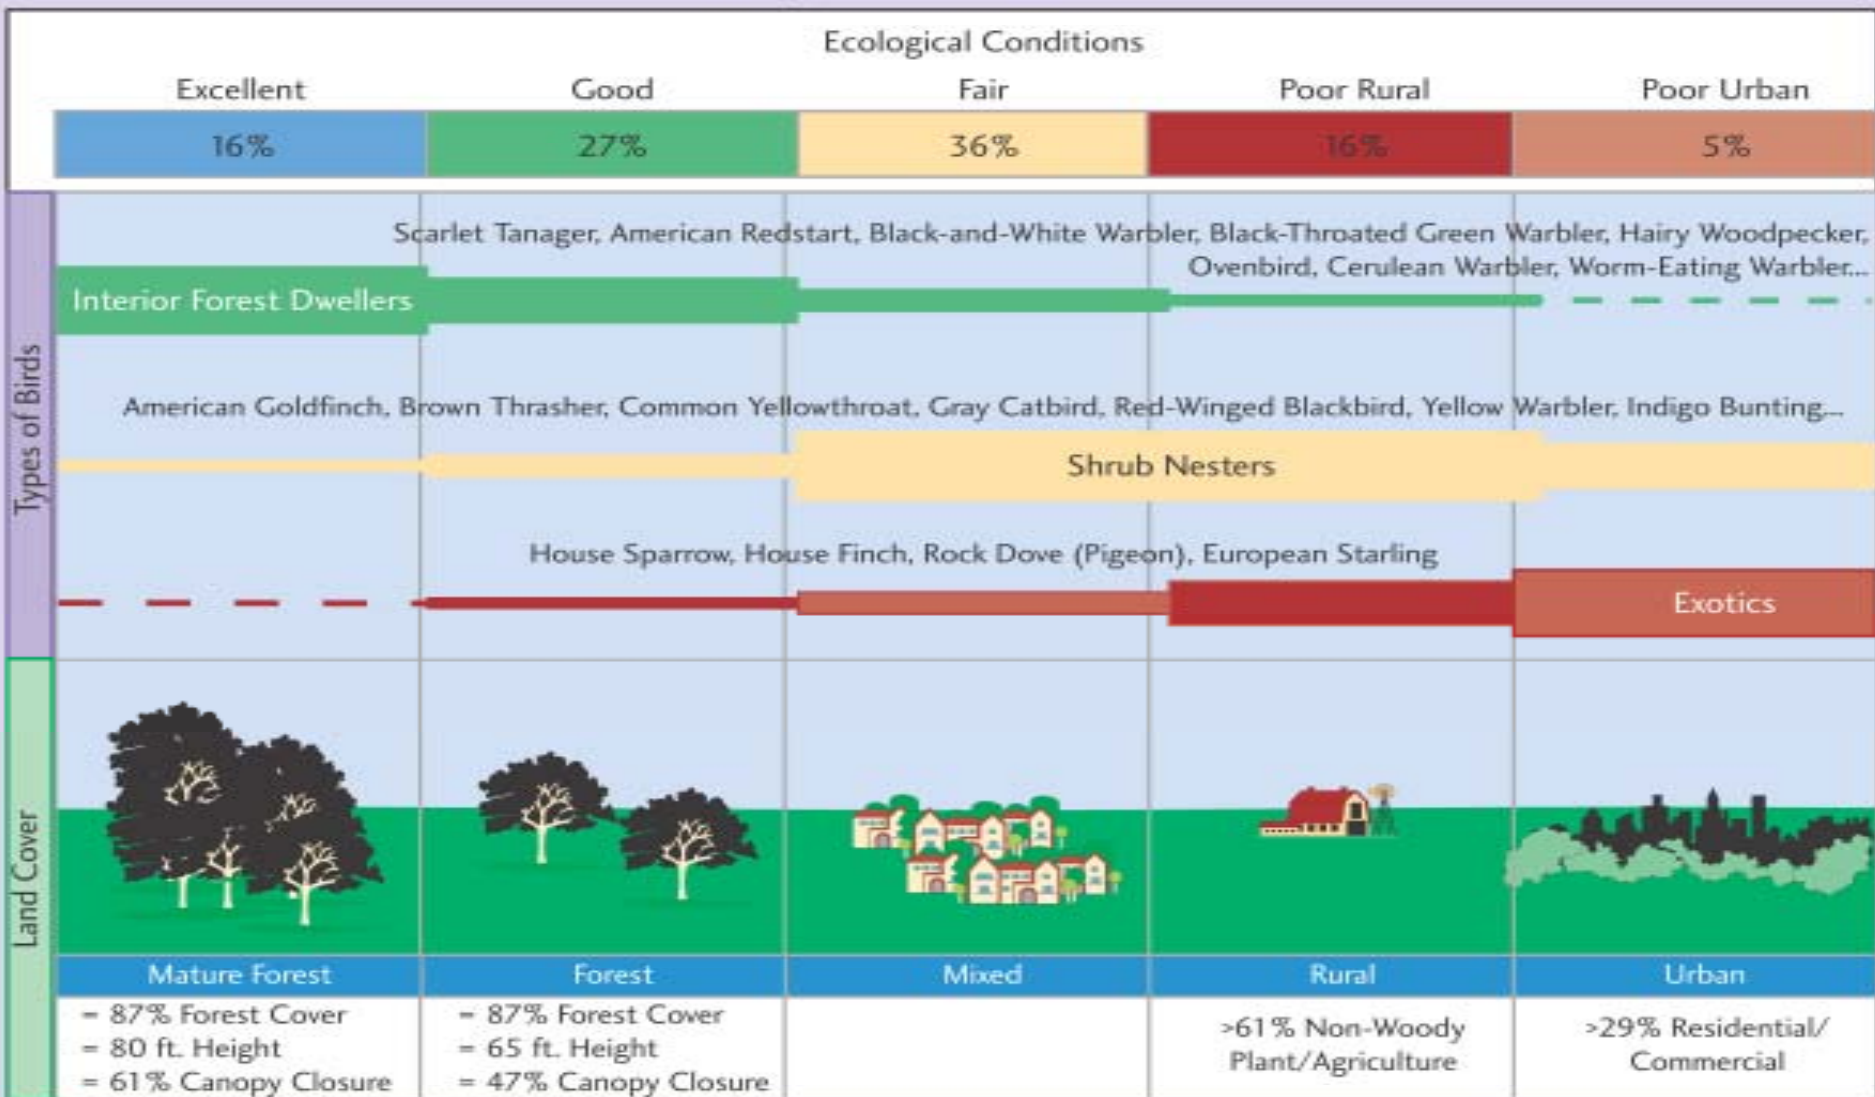 Ecological Conditions
Excellent Good Fair Poor Rural Poor Urban
16% 27% 36% 16% 5%
Types of Birds
Scarlet Tanager, American Redstart, Black-and-White Warbler, Black-Throated Green Warbler, Hairy Woodpecker,
Ovenbird, Cerulean Warbler, Worm-Eating Warbler...
Interior Forest Dwellers
American Goldfinch, Brown Thrasher, Common Yellowthroat, Gray Catbird, Red-Winged Blackbird, Yellow Warbler, Indigo Bunting...
Shrub Nesters
House Sparrow, House Finch, Rock Dove (Pigeon), European Starling
Exotics
Land Cover
Mature Forest Forest Mixed Rural Urban
= 87% Forest Cover
= 80 ft. Height
= 61% Canopy Closure
= 87% Forest Cover
= 65 ft. Height
= 47% Canopy Closure
>61% Non-Woody
Plant/Agriculture
>29% Residential/
Commercial